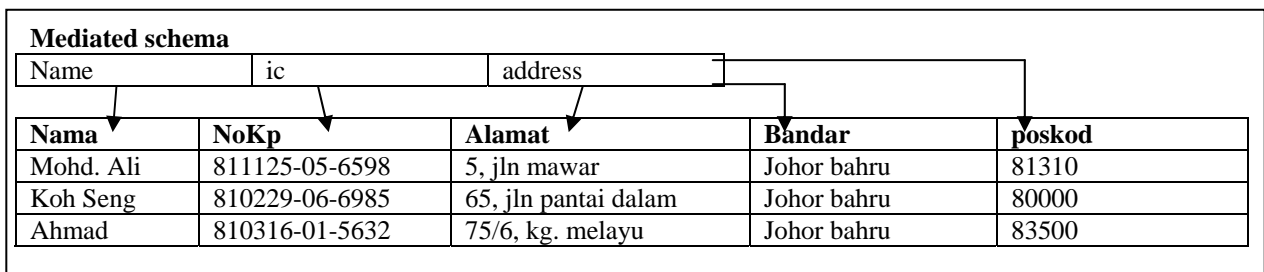 Mediated schema
Name ic address
Nama NoKp Alamat Bandar poskod
Mohd. Ali 811125-05-6598 5, jln mawar Johor bahru 81310
Koh Seng 810229-06-6985 65, jln pantai dalam Johor bahru 80000
Ahmad 810316-01-5632 75/6, kg. melayu Johor bahru 83500